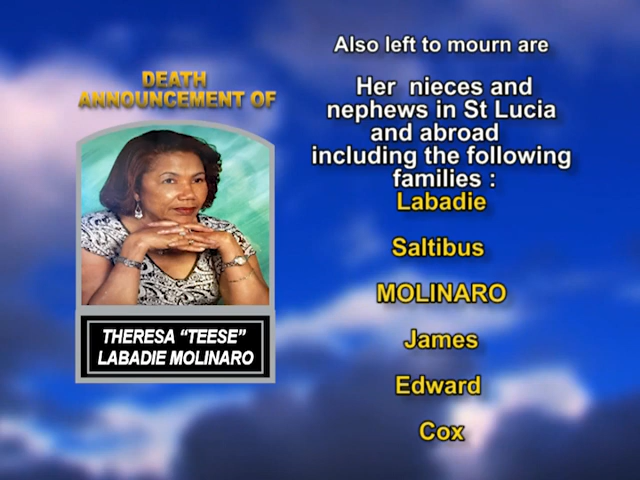 DEATH
ANNOUNCEMENT OF
THERESA “TEESE”
LABADIE MOLINARO
Also left to mourn are
Her nieces and
nephews in St Lucia
and abroad
including the following
families :
Labadie
Saltibus
MOLINARO
James
Edward
Cox